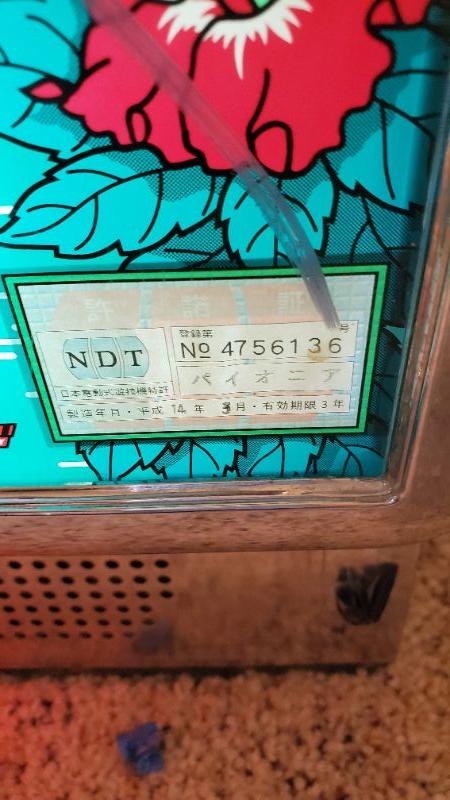 許諾証
登録第
号
NDT
No 4756136
パイオニア
日本電動式遊技機特許
製造年月・平成 14 年 3月・有効期限 3 年